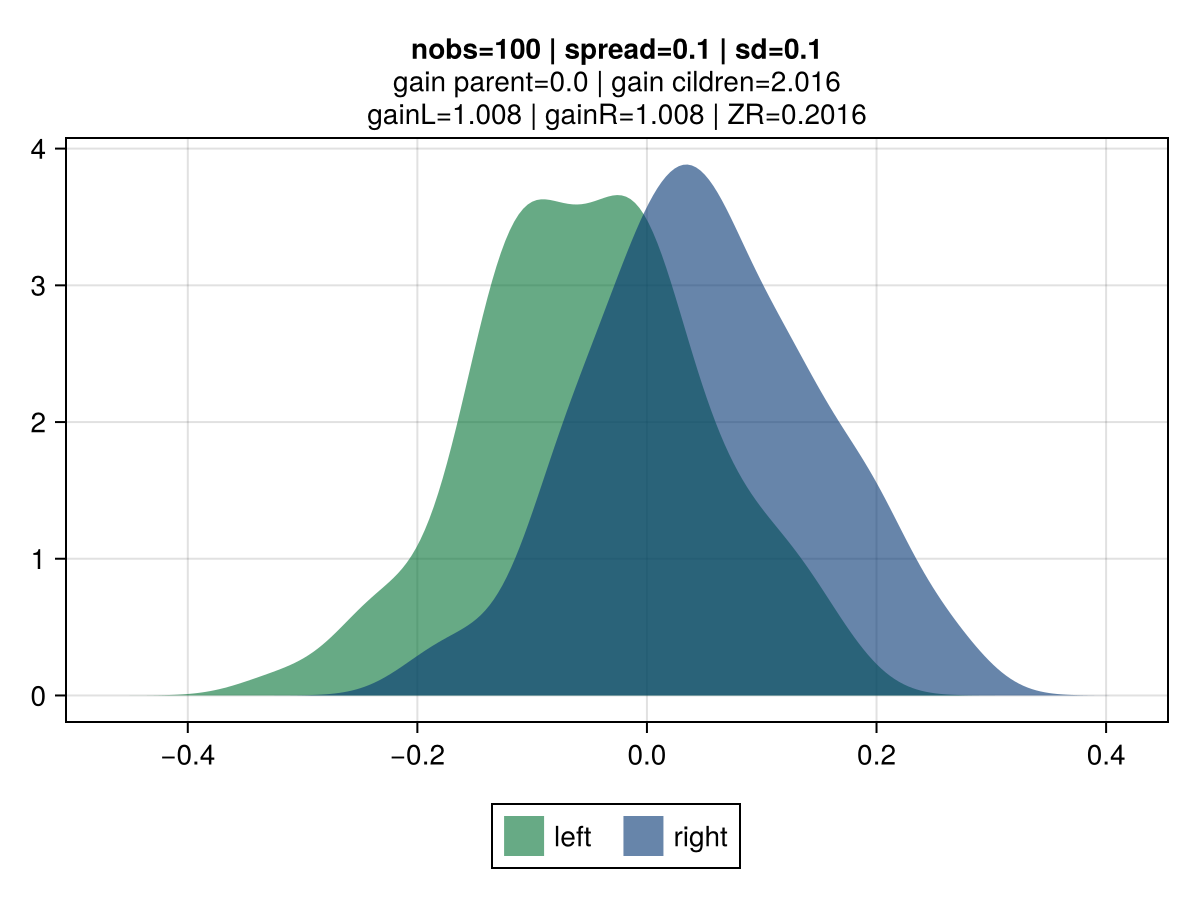 nobs=100 | spread=0.1 | sd=0.1
gain parent=0.0 | gain cildren=2.016
gainL=1.008 | gainR=1.008 | ZR=0.2016
4
3
2
1
0
−0.4 −0.2 0.0 0.2 0.4
left right